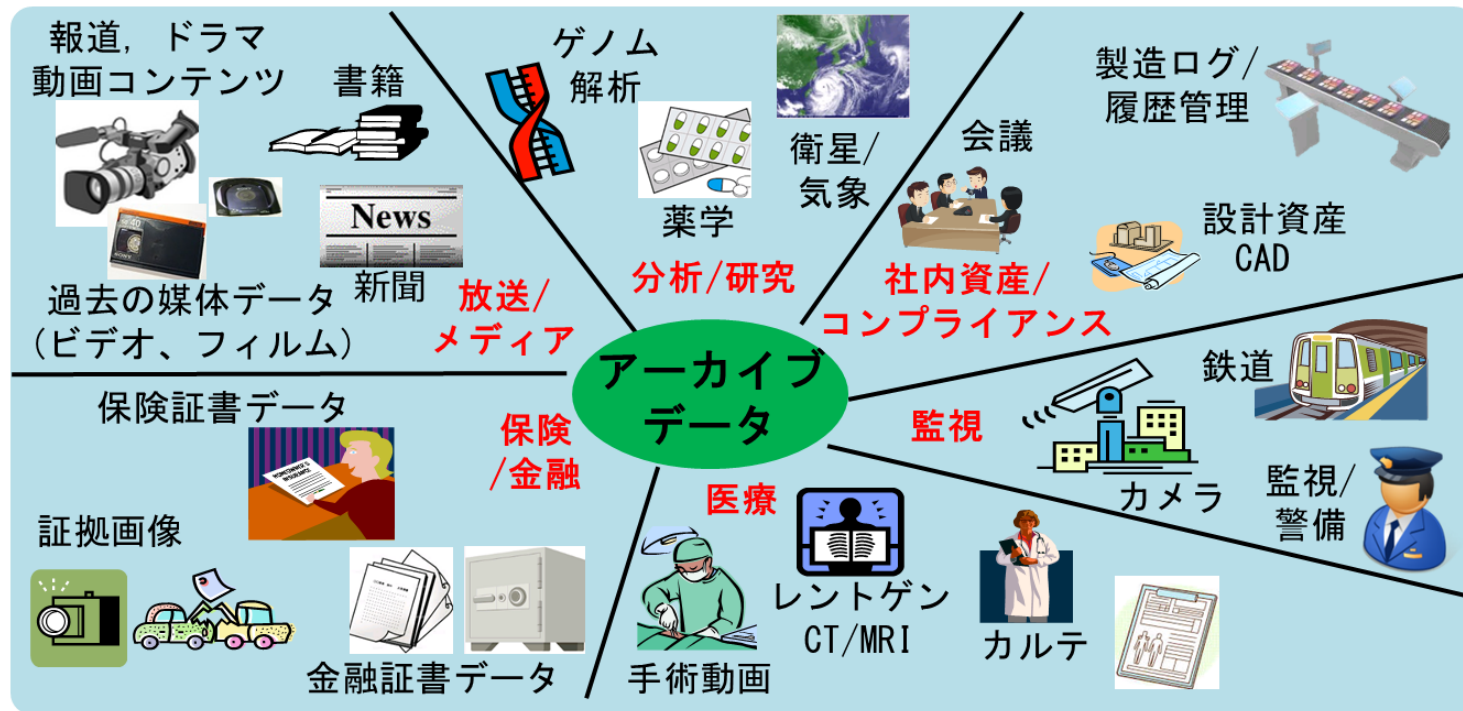 報道，ドラマ
動画コンテンツ
書籍
News
新聞
過去の媒体データ
(ビデオ、フィルム)
放送/
メディア
ゲノム
解析
薬学
衛星/
気象
分析/研究
会議
製造ログ/
履歴管理
設計資産
CAD
社内資産/
コンプライアンス
アーカイブ
データ
保険証書データ
HOMEOWNER'S
INSURANCE
保険
/金融
証拠画像
金融証書データ
医療
手術動画
レントゲン
CT/MRI
カルテ
監視
カメラ
鉄道
監視/
警備